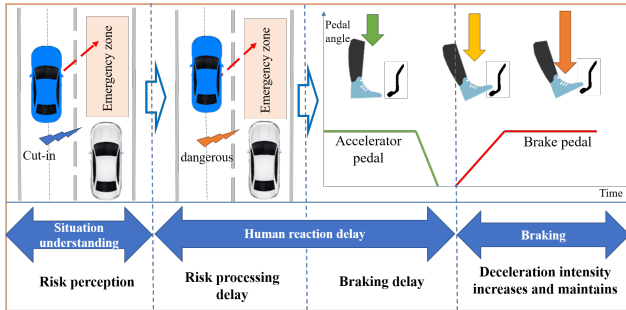 Emergency zone
Cut-in
Emergency zone
dangerous
Pedal
angle
Accelerator
pedal
Brake pedal
Time
Situation
understanding
Human reaction delay
Braking
Risk perception
Risk processing
delay
Braking delay
Deceleration intensity
increases and maintains